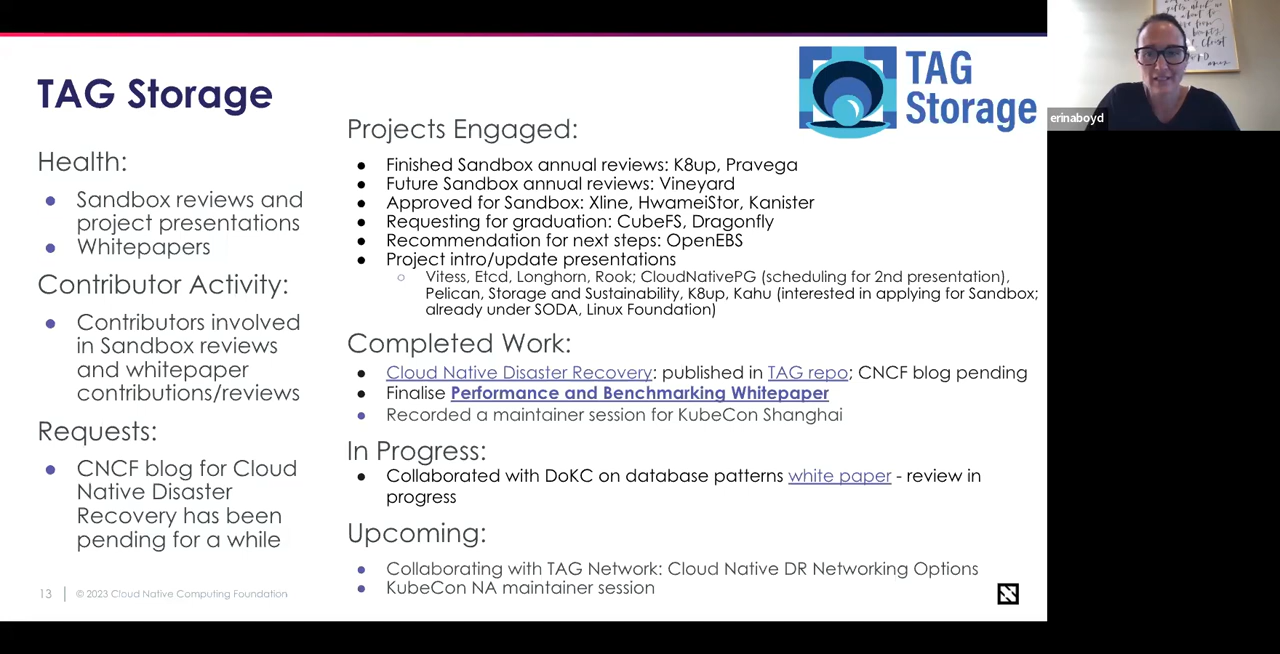 TAG Storage
TAG
Storage
Health:
● Sandbox reviews and
project presentations
● Whitepapers
Contributor Activity:
● Contributors involved
in Sandbox reviews
and whitepaper
contributions/reviews
Requests:
● CNCF blog for Cloud
Native Disaster
Recovery has been
pending for a while
Projects Engaged:
● Finished Sandbox annual reviews: K8up, Pravega
● Future Sandbox annual reviews: Vineyard
● Approved for Sandbox: Xline, HwameiStor, Kanister
● Requesting for graduation: CubeFS, Dragonfly
● Recommendation for next steps: OpenEBS
● Project intro/update presentations
○ Vitess, Etcd, Longhorn, Rook; CloudNativePG (scheduling for 2nd presentation),
Pelican, Storage and Sustainability, K8up, Kahu (interested in applying for Sandbox;
already under SODA, Linux Foundation)
Completed Work:
● Cloud Native Disaster Recovery: published in TAG repo; CNCF blog pending
● Finalise Performance and Benchmarking Whitepaper
● Recorded a maintainer session for KubeCon Shanghai
In Progress:
● Collaborated with DoKC on database patterns white paper - review in
progress
Upcoming:
● Collaborating with TAG Network: Cloud Native DR Networking Options
● KubeCon NA maintainer session
13 | © 2023 Cloud Native Computing Foundation
erinaboyd